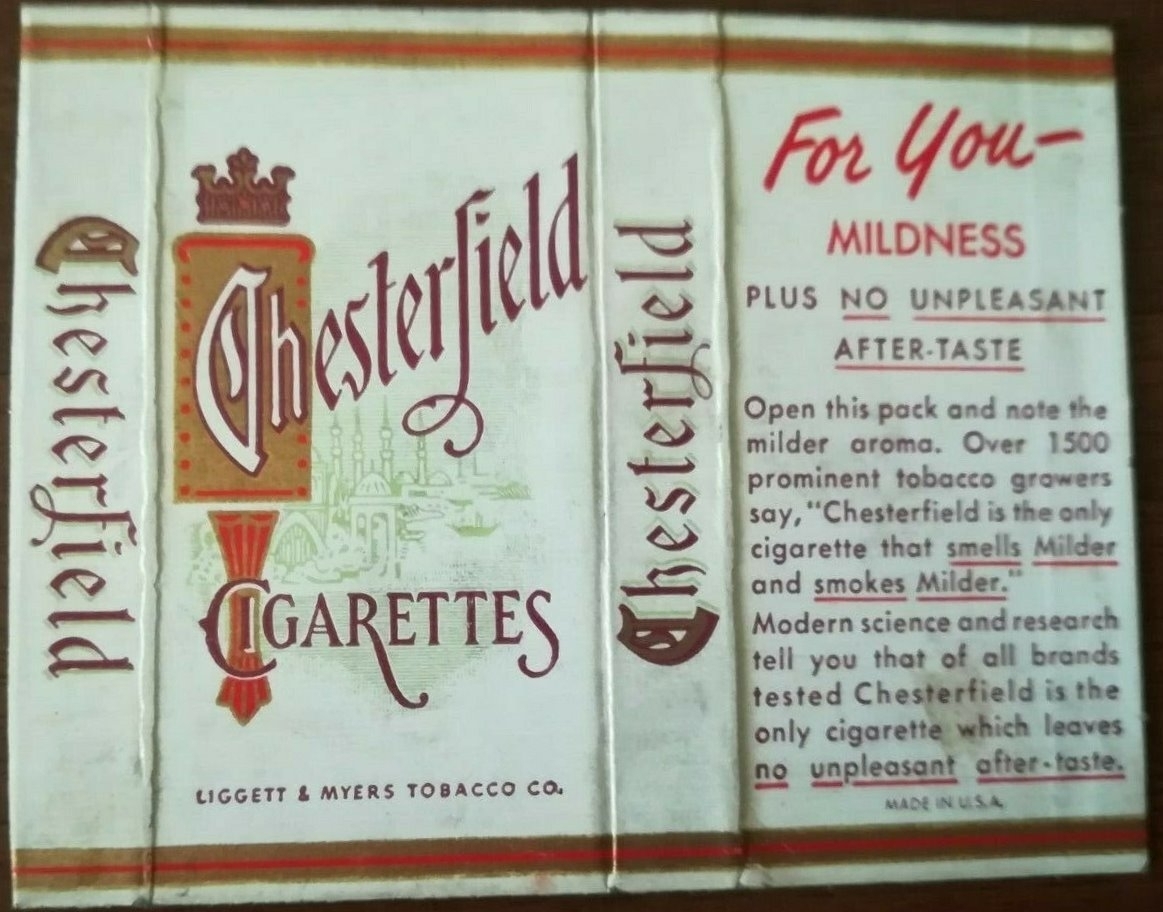 Chesterfield
Chesterfield
CIGARETTES
LIGGETT & MYERS TOBACCO CO.
Chesterfield
For You—
MILDNESS
PLUS NO UNPLEASANT
AFTER-TASTE
Open this pack and note the
milder aroma. Over 1500
prominent tobacco growers
say, "Chesterfield is the only
cigarette that smells Milder
and smokes Milder."
Modern science and research
tell you that of all brands
tested Chesterfield is the
only cigarette which leaves
no unpleasant after-taste.
MADE IN U.S.A.